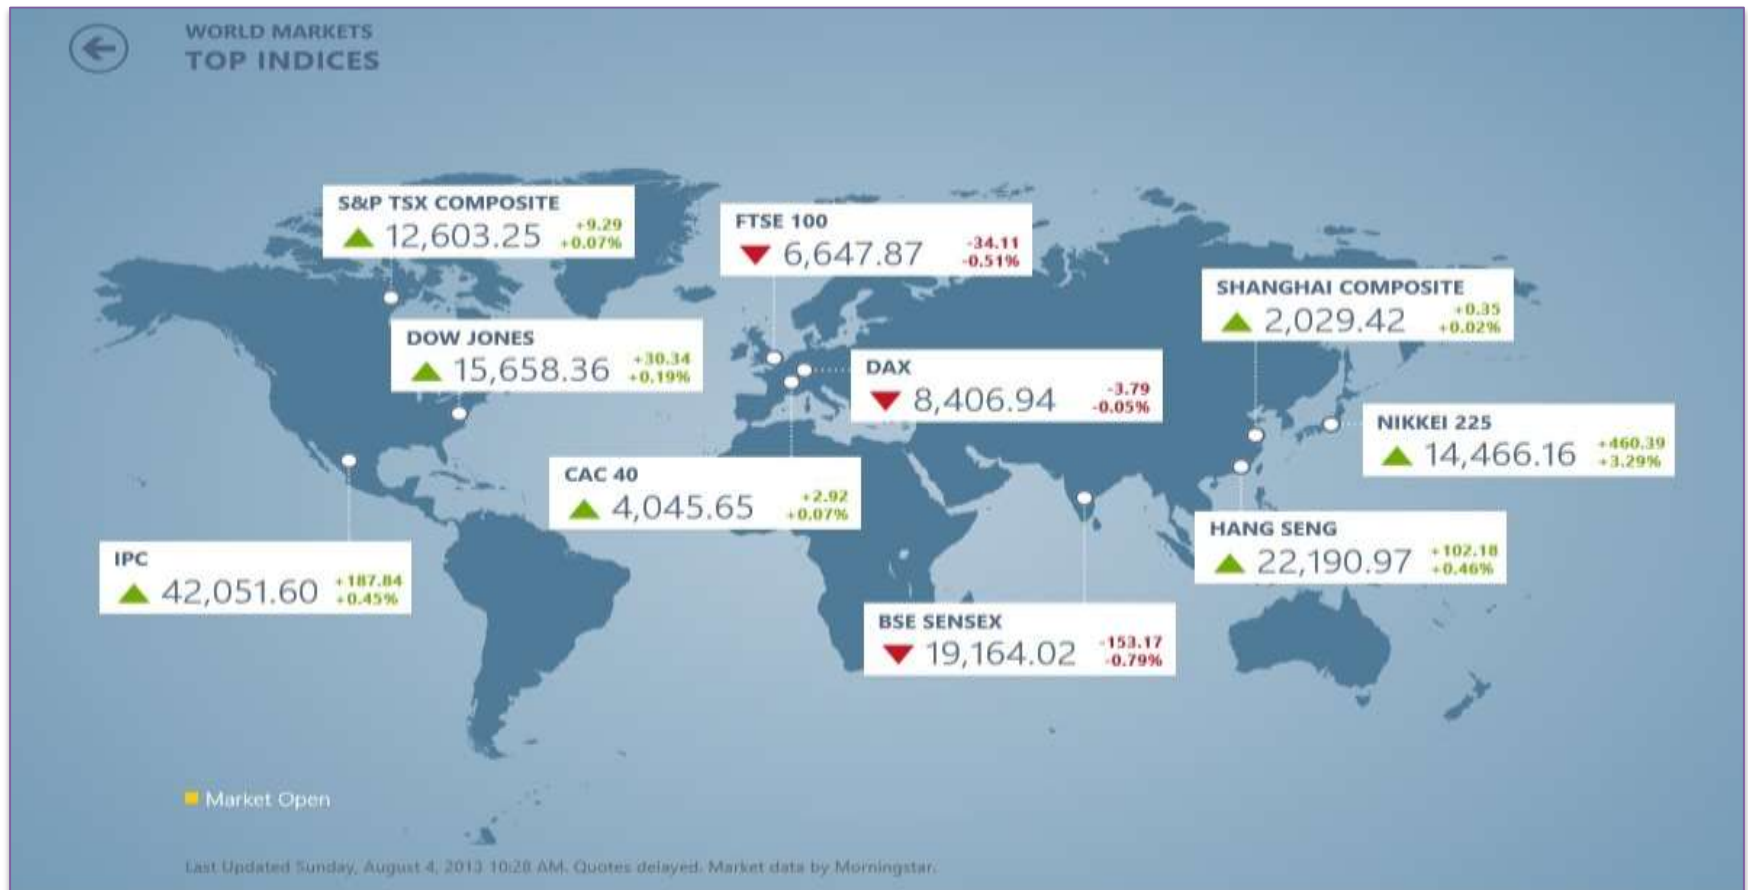 WORLD MARKETS
TOP INDICES
S&P TSX COMPOSITE
12,603.25
+9.29
+0.07%
FTSE 100
6,647.87
-34.11
-0.51%
SHANGHAI COMPOSITE
2,029.42
+0.35
+0.02%
DOW JONES
15,658.36
+30.34
+0.19%
DAX
8,406.94
-3.79
-0.05%
NIKKEI 225
14,466.16
+460.39
+3.29%
CAC 40
4,045.65
+2.92
+0.07%
HANG SENG
22,190.97
+102.18
+0.46%
IPC
42,051.60
+187.84
+0.45%
BSE SENSEX
19,164.02
-153.17
-0.79%
Market Open
Last Updated Sunday, August 4, 2013 10:28 AM. Quotes delayed. Market data by Morningstar.